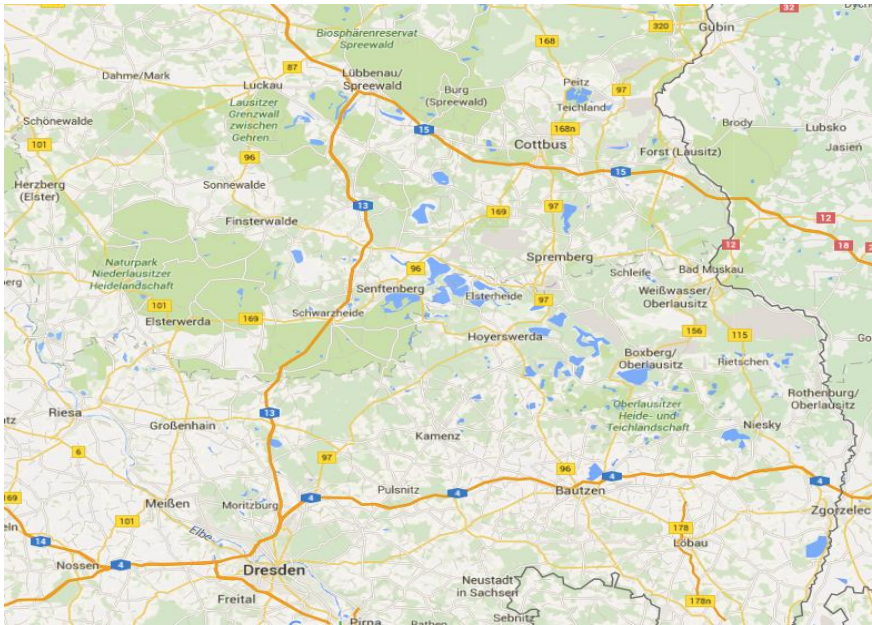 32
Gubin
320
Biosphärenreservat
Spreewald
168
87
Lübbenau/
Spreewald
Dahme/Mark
Luckau
Peitz
97
Burg
(Spreewald)
Teichland
Lausitzer
Grenzwall
zwischen
Gehren...
Schönewalde
101
15
168n
Brody
Lubsko
Cottbus
Forst (Lausitz)
Jasien
96
15
Herzberg
(Elster)
Sonnewalde
13
97
169
12
Finsterwalde
12
18
Naturpark
Niederlausitzer
Heidelandschaft
Spremberg
Schleife
Bad Muskau
96
Senftenberg
Elsterheide
97
Weißwasser/
Oberlausitz
101
Elsterwerda
169
Schwarzheide
Hoyerswerda
156
115
Boxberg/
Oberlausitz
Rietschen
Rothenburg/
Oberlausitz
Riesa
13
Oberlausitzer
Heide- und
Teichlandschaft
Großenhain
Niesky
Kamenz
6
97
96
4
4
169
Meißen
Moritzburg
4
Pulsnitz
4
Bautzen
Zgorzelec
101
Elbe
178
14
Löbau
Nossen
4
Dresden
Neustadt
in Sachsen
Freital
178n
Pirna
Rathen
Sebnitz